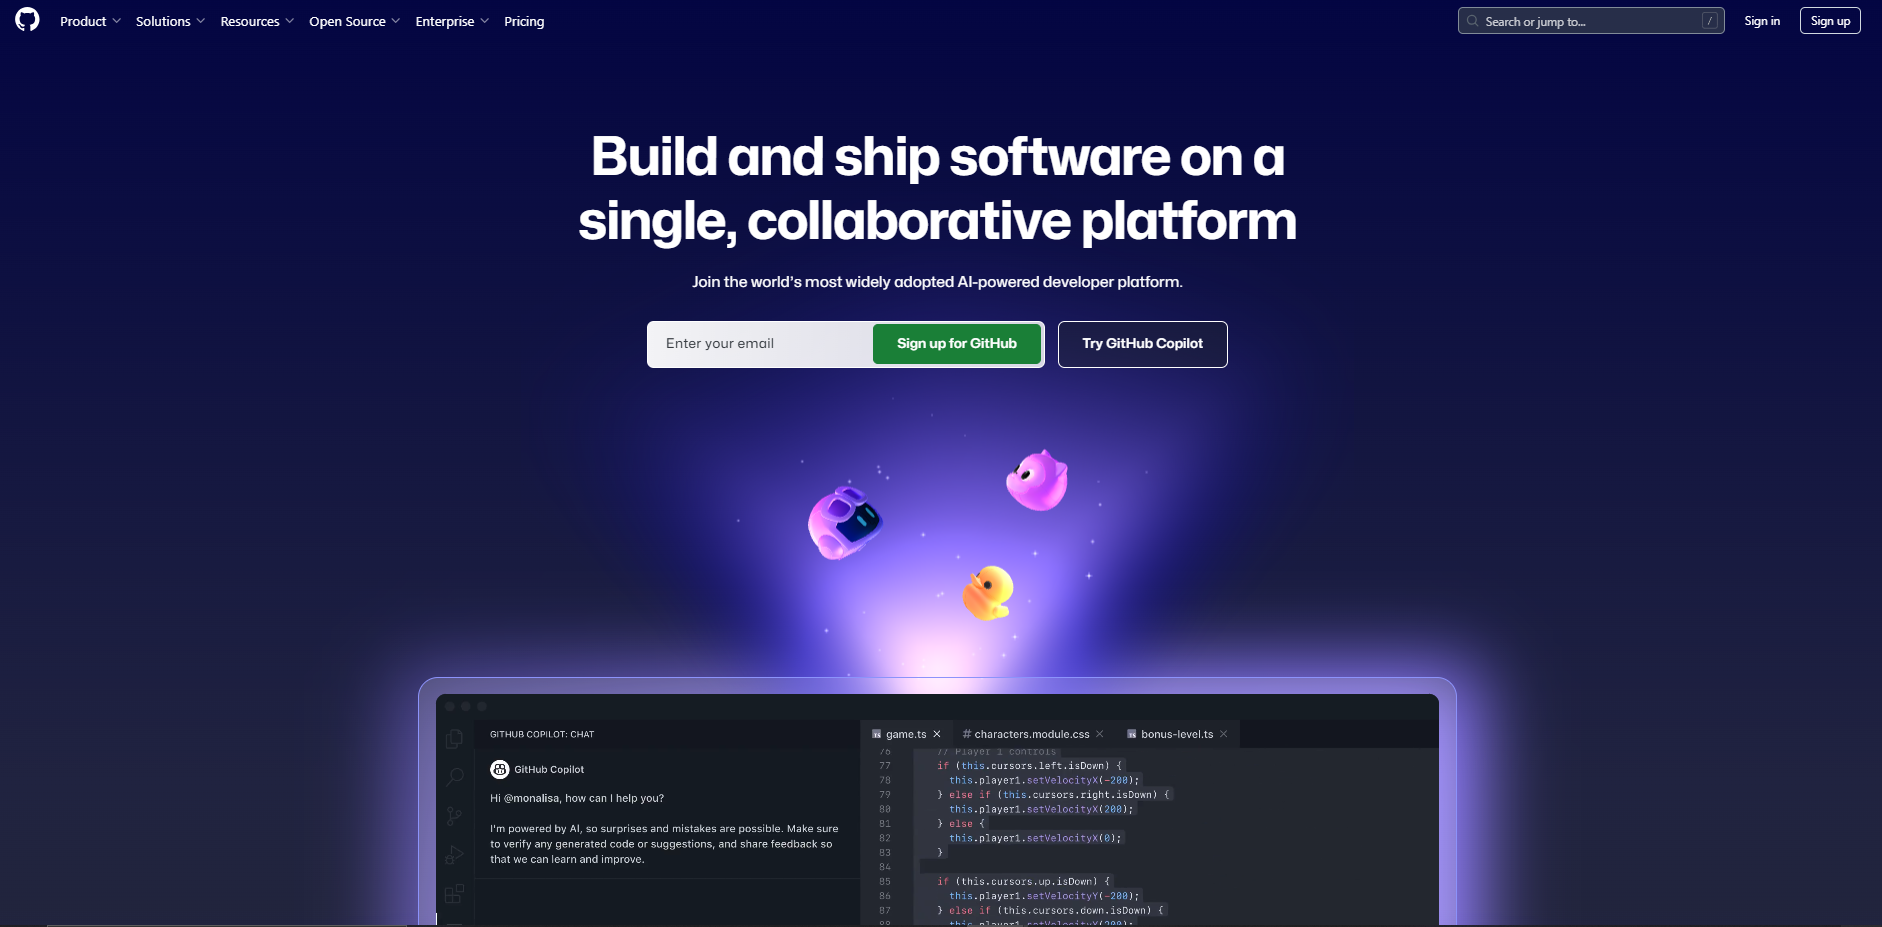 Product
Solutions
Resources
Open Source
Enterprise
Pricing
Search or jump to...
/
Sign in
Sign up
Build and ship software on a
single, collaborative platform
Join the world's most widely adopted AI-powered developer platform.
Enter your email
Sign up for GitHub
Try GitHub Copilot
GITHUB COPILOT: CHAT
GitHub Copilot
Hi @monalisa, how can I help you?
I'm powered by AI, so surprises and mistakes are possible. Make sure
to verify any generated code or suggestions, and share feedback so
that we can learn and improve.
TS game.ts ×
# characters.module.css ×
TS bonus-level.ts ×
76 // Player 1 controls
77 if (this.cursors.left.isDown) {
78 this.player1.setVelocityX(-200);
79 } else if (this.cursors.right.isDown) {
80 this.player1.setVelocityX(200);
81 } else {
82 this.player1.setVelocityX(0);
83 }
84
85 if (this.cursors.up.isDown) {
86 this.player1.setVelocityY(-200);
87 } else if (this.cursors.down.isDown) {
88 this.player1.setVelocityY(200);